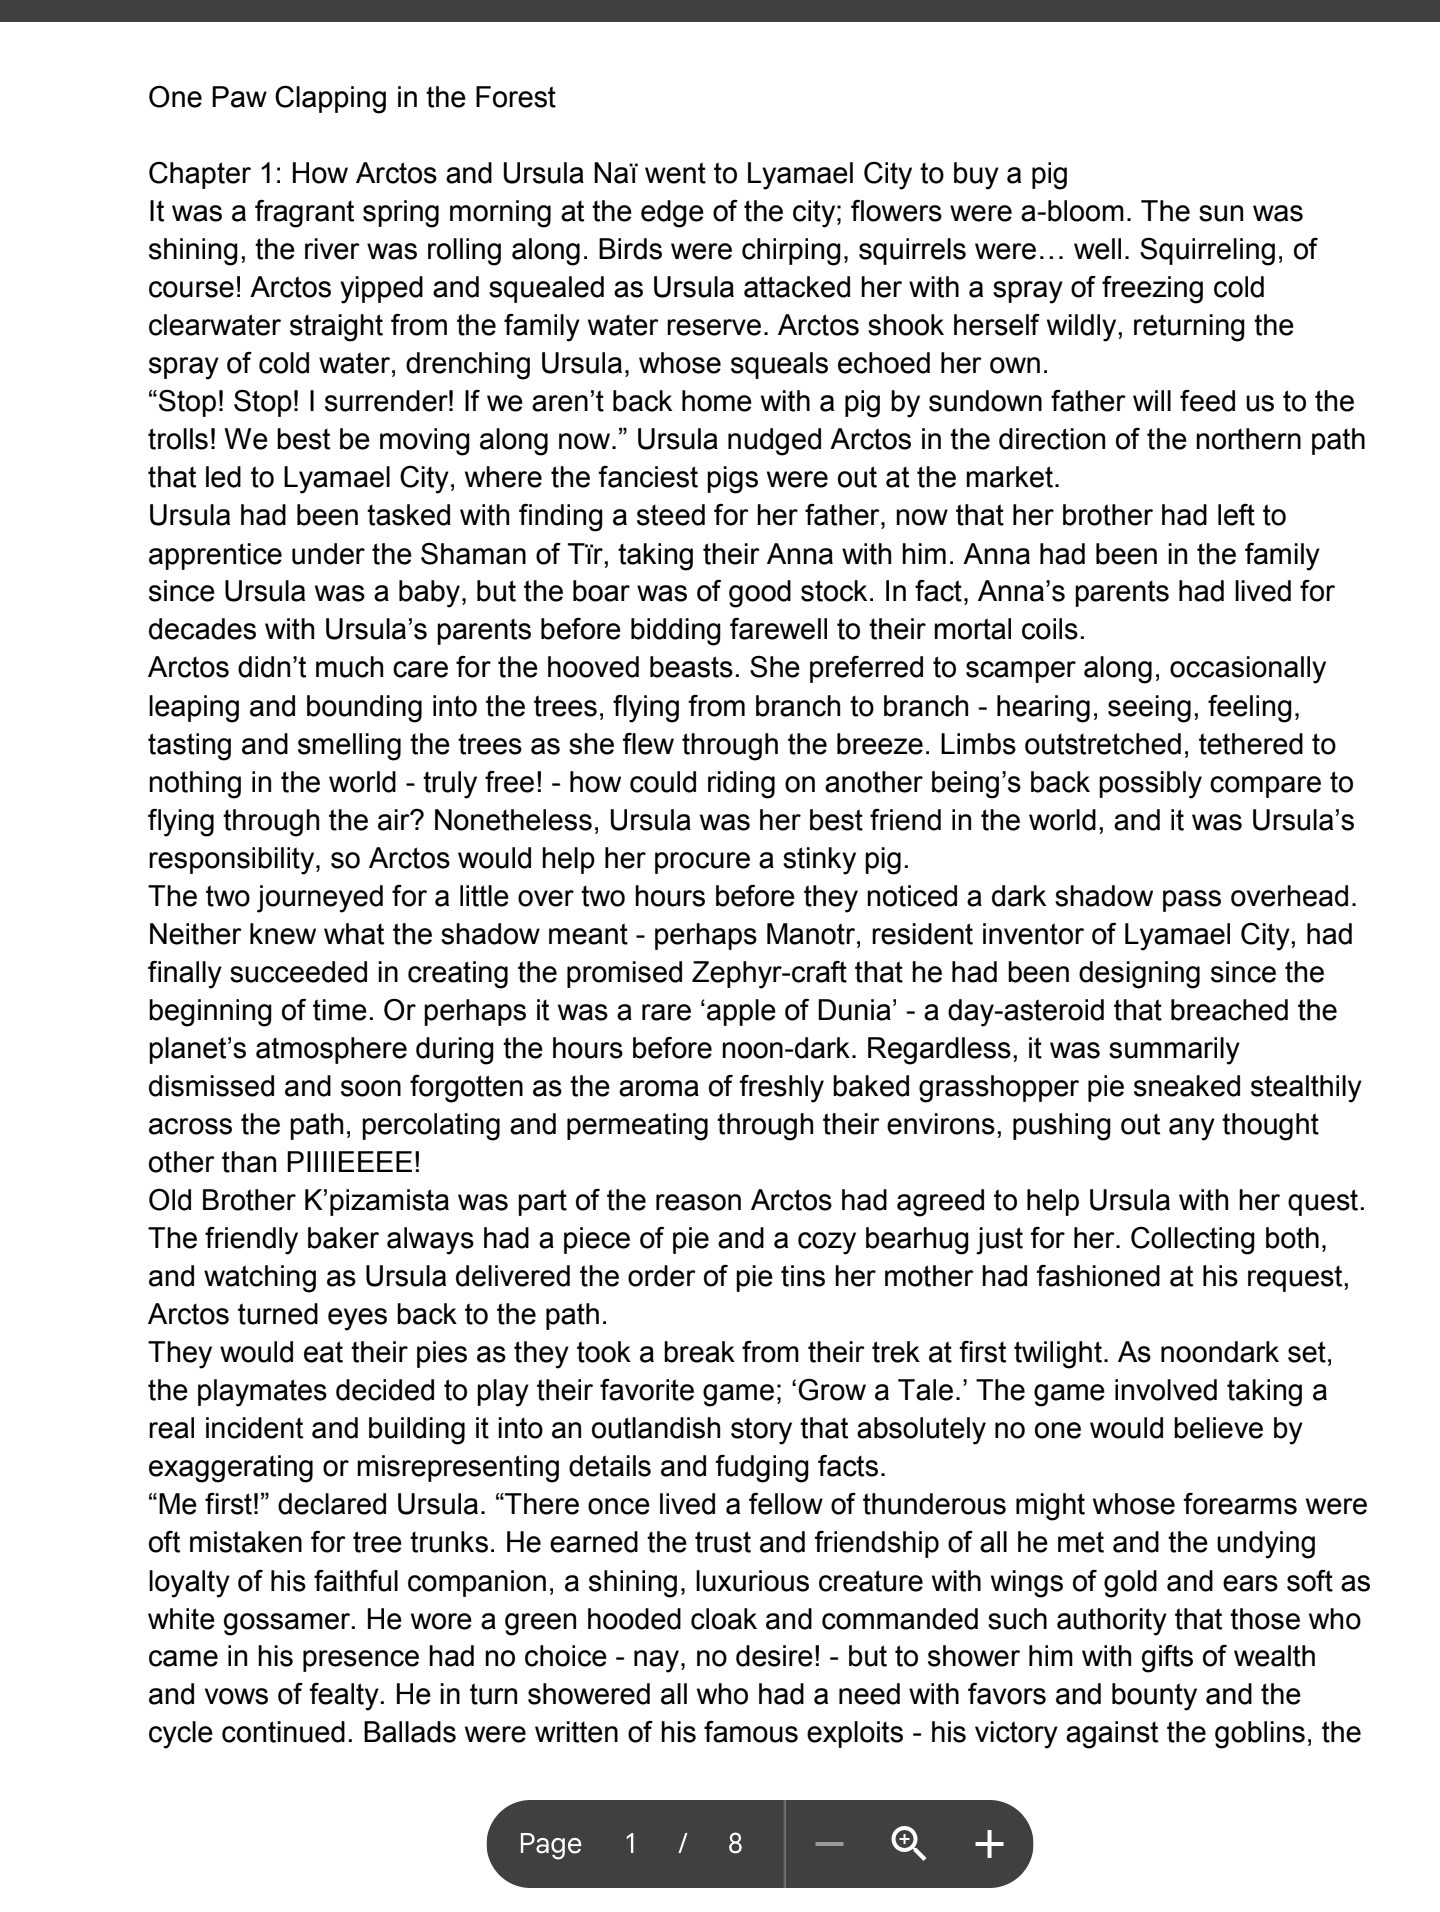 One Paw Clapping in the Forest
Chapter 1: How Arctos and Ursula Naï went to Lyamael City to buy a pig
It was a fragrant spring morning at the edge of the city; flowers were a-bloom. The sun was
shining, the river was rolling along. Birds were chirping, squirrels were… well. Squirreling, of
course! Arctos yipped and squealed as Ursula attacked her with a spray of freezing cold
clearwater straight from the family water reserve. Arctos shook herself wildly, returning the
spray of cold water, drenching Ursula, whose squeals echoed her own.
“Stop! Stop! I surrender! If we aren’t back home with a pig by sundown father will feed us to the
trolls! We best be moving along now.” Ursula nudged Arctos in the direction of the northern path
that led to Lyamael City, where the fanciest pigs were out at the market.
Ursula had been tasked with finding a steed for her father, now that her brother had left to
apprentice under the Shaman of Tïr, taking their Anna with him. Anna had been in the family
since Ursula was a baby, but the boar was of good stock. In fact, Anna’s parents had lived for
decades with Ursula’s parents before bidding farewell to their mortal coils.
Arctos didn’t much care for the hooved beasts. She preferred to scamper along, occasionally
leaping and bounding into the trees, flying from branch to branch - hearing, seeing, feeling,
tasting and smelling the trees as she flew through the breeze. Limbs outstretched, tethered to
nothing in the world - truly free! - how could riding on another being’s back possibly compare to
flying through the air? Nonetheless, Ursula was her best friend in the world, and it was Ursula’s
responsibility, so Arctos would help her procure a stinky pig.
The two journeyed for a little over two hours before they noticed a dark shadow pass overhead.
Neither knew what the shadow meant - perhaps Manotr, resident inventor of Lyamael City, had
finally succeeded in creating the promised Zephyr-craft that he had been designing since the
beginning of time. Or perhaps it was a rare ‘apple of Dunia’ - a day-asteroid that breached the
planet’s atmosphere during the hours before noon-dark. Regardless, it was summarily
dismissed and soon forgotten as the aroma of freshly baked grasshopper pie sneaked stealthily
across the path, percolating and permeating through their environs, pushing out any thought
other than PIIIIEEEE!
Old Brother K’pizamista was part of the reason Arctos had agreed to help Ursula with her quest.
The friendly baker always had a piece of pie and a cozy bearhug just for her. Collecting both,
and watching as Ursula delivered the order of pie tins her mother had fashioned at his request,
Arctos turned eyes back to the path.
They would eat their pies as they took a break from their trek at first twilight. As noondark set,
the playmates decided to play their favorite game; ‘Grow a Tale.’ The game involved taking a
real incident and building it into an outlandish story that absolutely no one would believe by
exaggerating or misrepresenting details and fudging facts.
“Me first!” declared Ursula. “There once lived a fellow of thunderous might whose forearms were
oft mistaken for tree trunks. He earned the trust and friendship of all he met and the undying
loyalty of his faithful companion, a shining, luxurious creature with wings of gold and ears soft as
white gossamer. He wore a green hooded cloak and commanded such authority that those who
came in his presence had no choice - nay, no desire! - but to shower him with gifts of wealth
and vows of fealty. He in turn showered all who had a need with favors and bounty and the
cycle continued. Ballads were written of his famous exploits - his victory against the goblins, the
Page 1 / 8